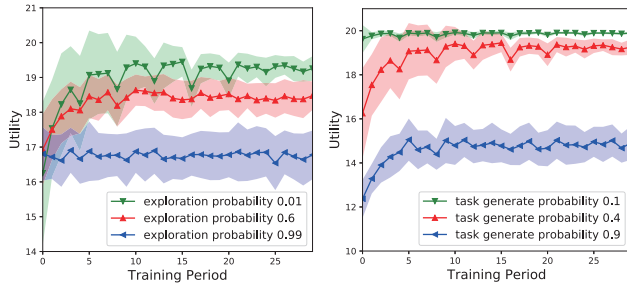 21
20
19
18
17
16
15
14
Utility
0
5
10
15
20
25
Training Period
exploration probability 0.01
exploration probability 0.6
exploration probability 0.99
20
18
16
14
12
10
Utility
0
5
10
15
20
25
Training Period
task generate probability 0.1
task generate probability 0.4
task generate probability 0.9